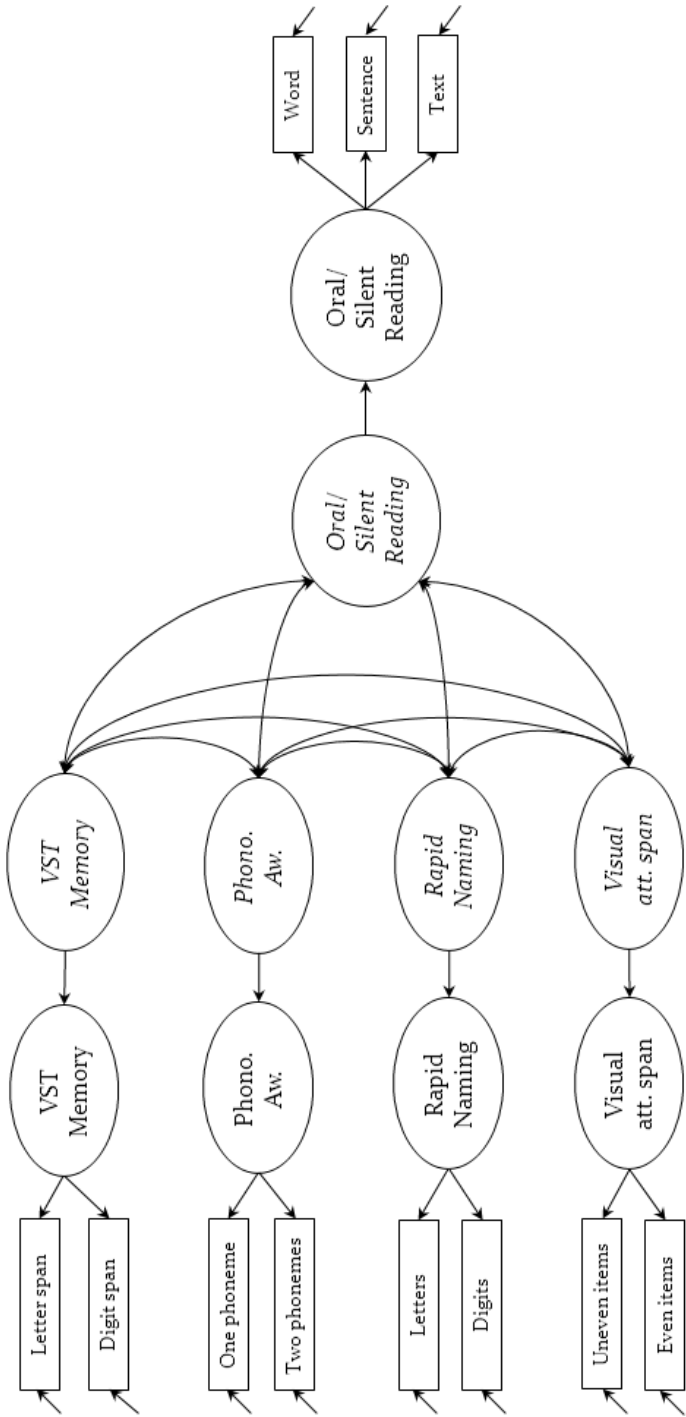 Letter span
Digit span
One phoneme
Two phonemes
Letters
Digits
Uneven items
Even items
VST
Memory
Phono.
Aw.
Rapid
Naming
Visual
att. span
VST
Memory
Phono.
Aw.
Rapid
Naming
Visual
att. span
Oral/
Silent
Reading
Oral/
Silent
Reading
Word
Sentence
Text